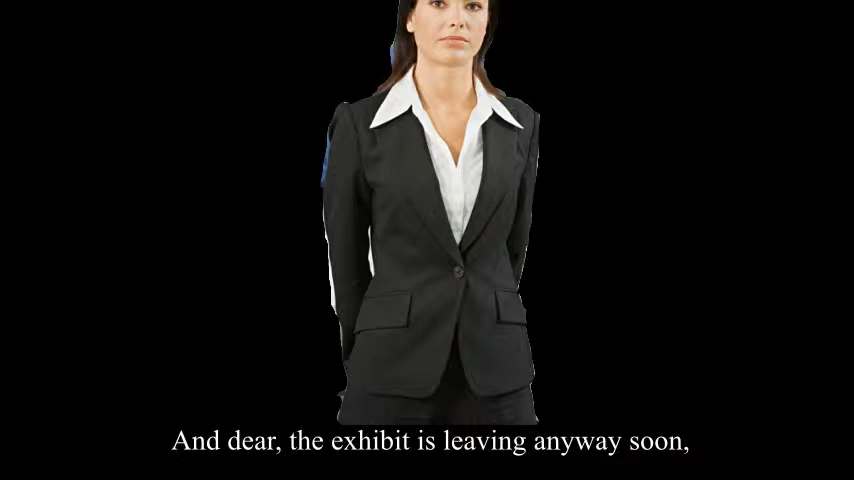 And dear, the exhibit is leaving anyway soon,